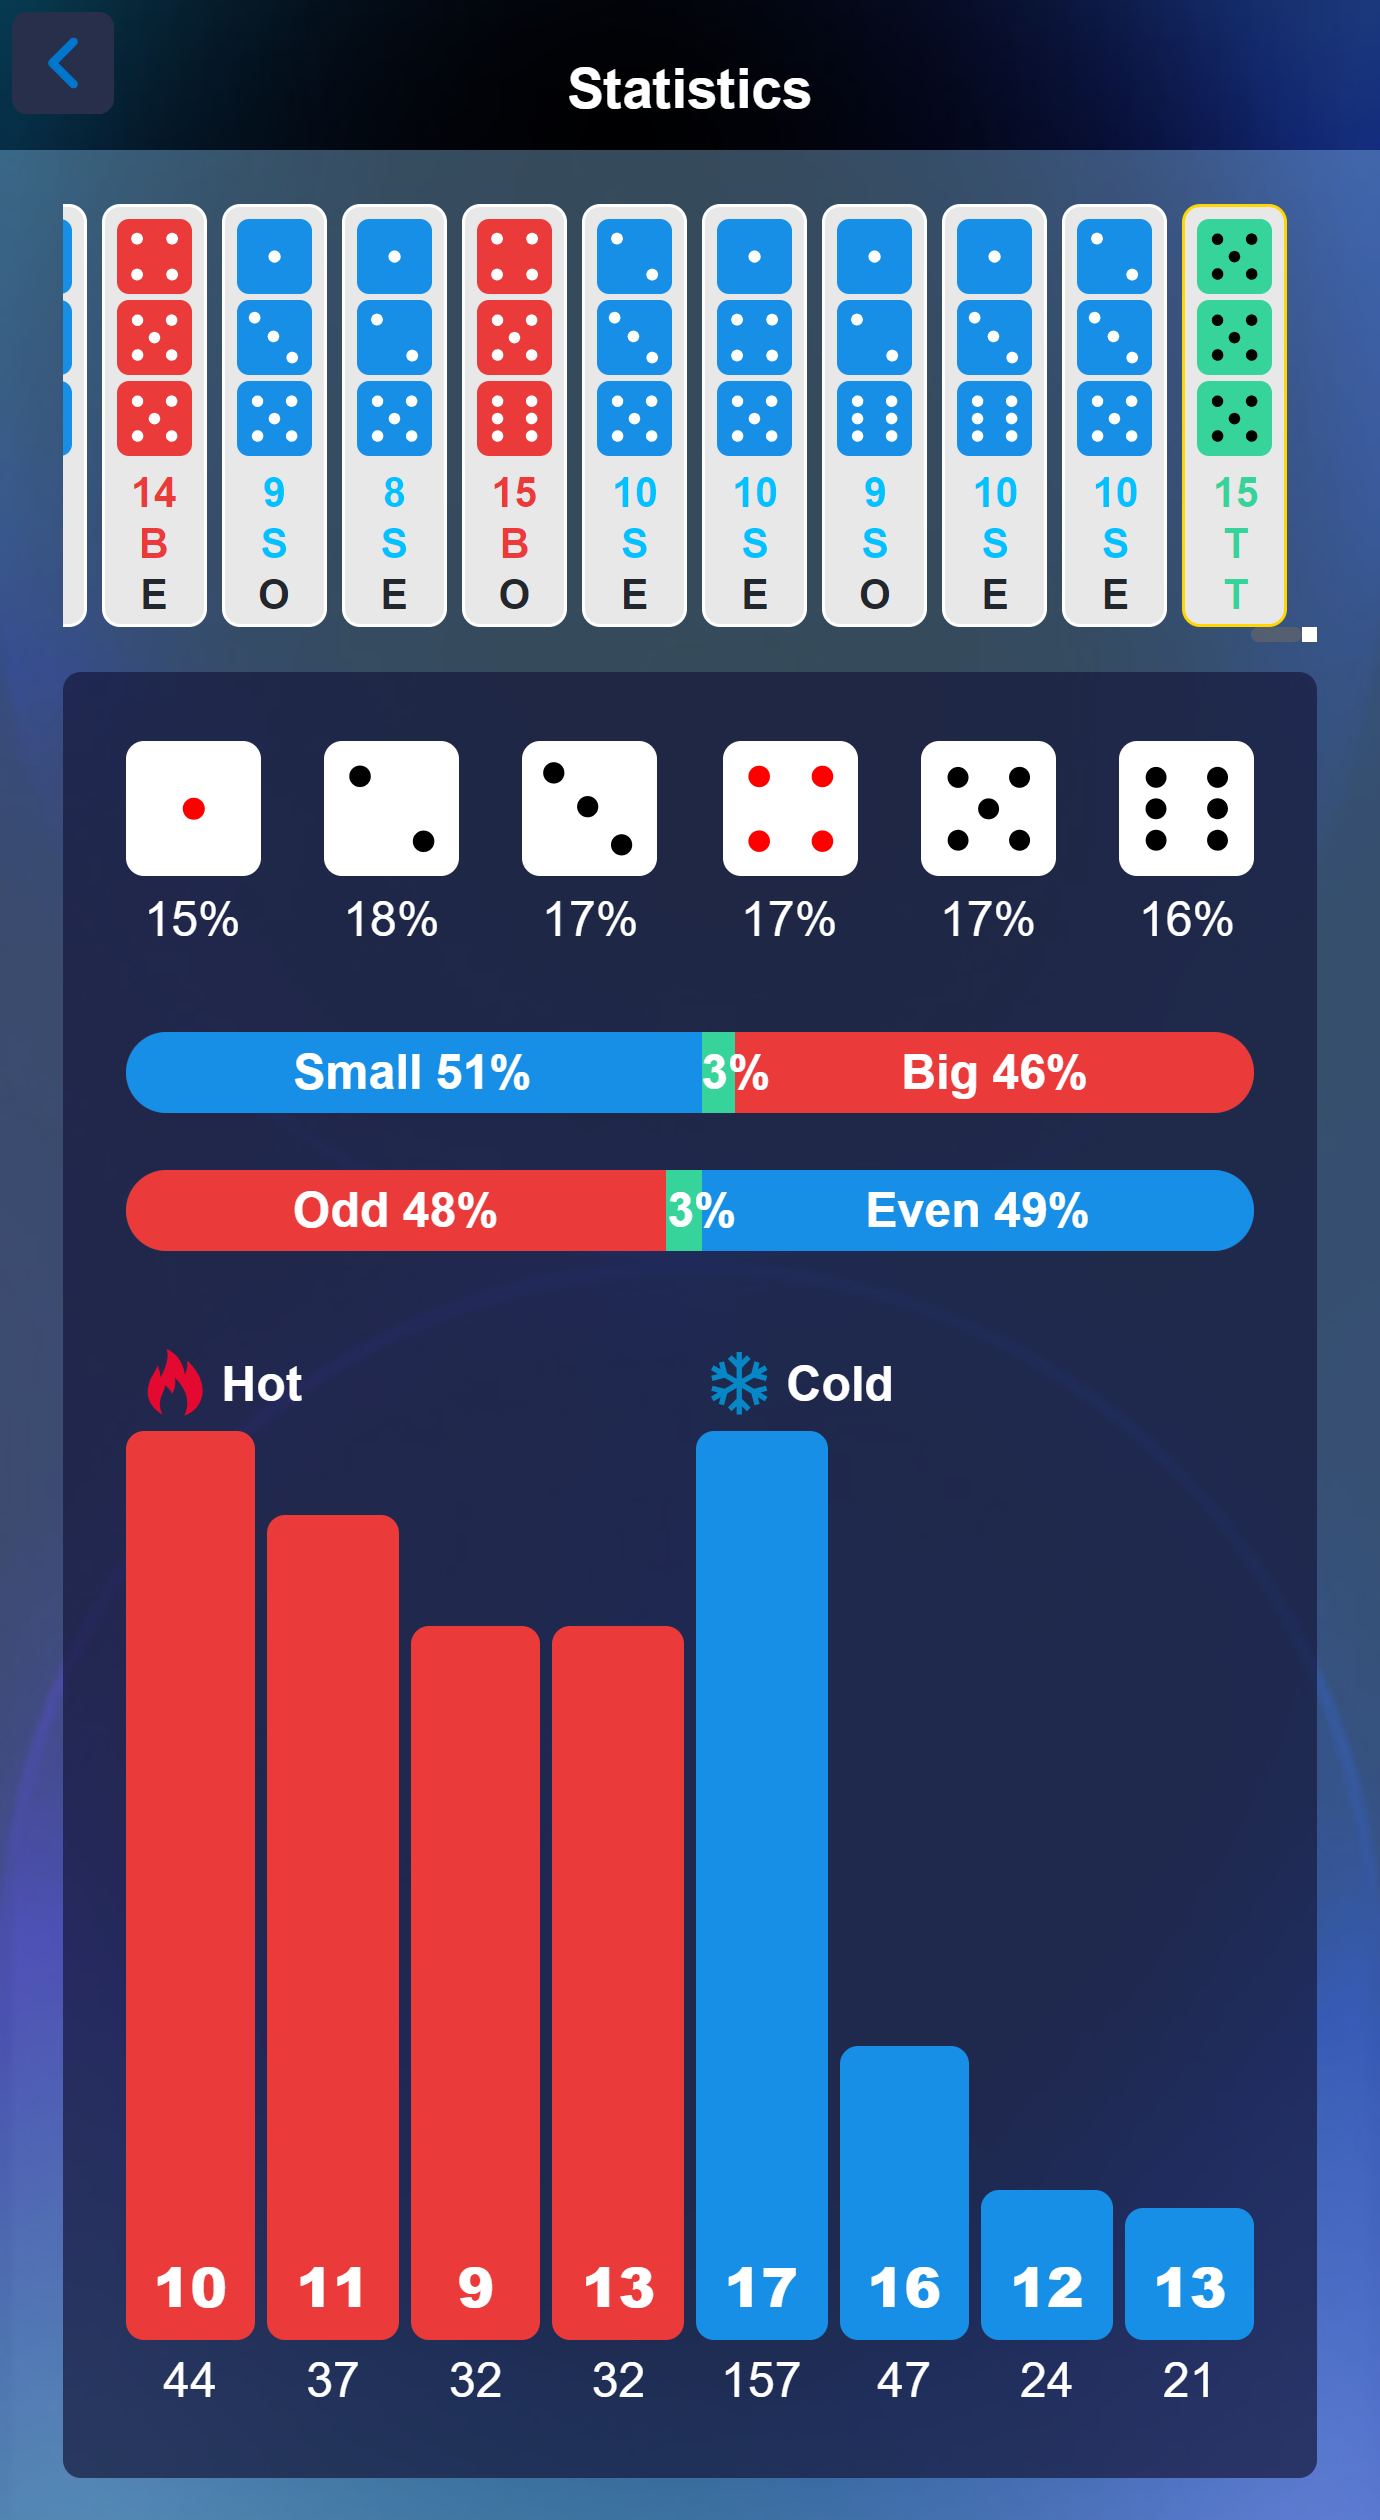 Statistics
14 9 8 15 10 10 9 10 10 15
B S S B S S S S S T
E O E O E E O E E T
15% 18% 17% 17% 17% 16%
Small 51% 3% Big 46%
Odd 48% 3% Even 49%
Hot Cold
10 11 9 13 17 16 12 13
44 37 32 32 157 47 24 21